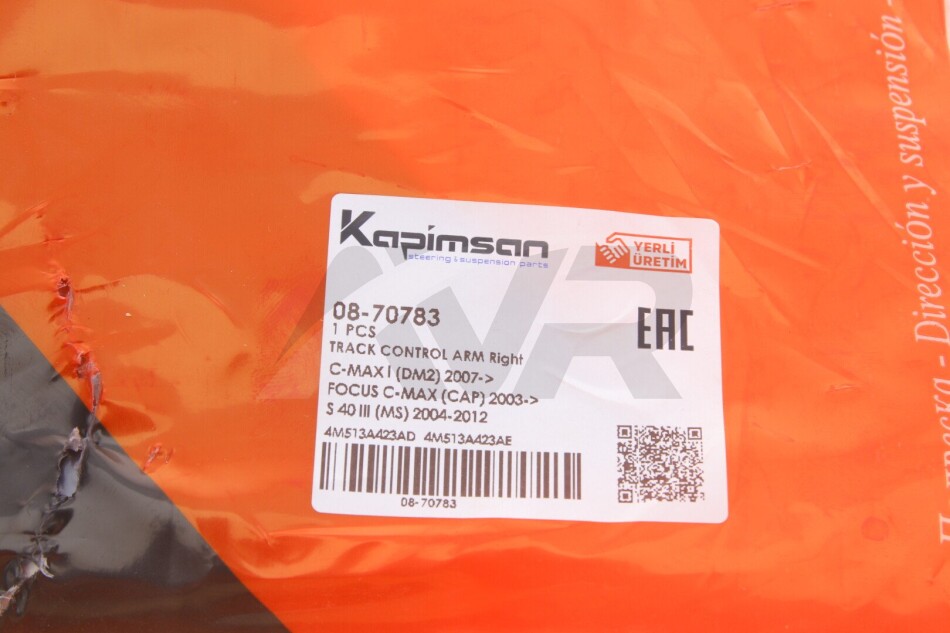 Kapimsan
steering & suspension parts
YERLİ
ÜRETİM
08-70783
1 PCS
TRACK CONTROL ARM Right
C-MAX I (DM2) 2007->
FOCUS C-MAX (CAP) 2003->
S 40 III (MS) 2004-2012
4M513A423AD 4M513A423AE
08-70783
EAC
- Dirección y suspensión -